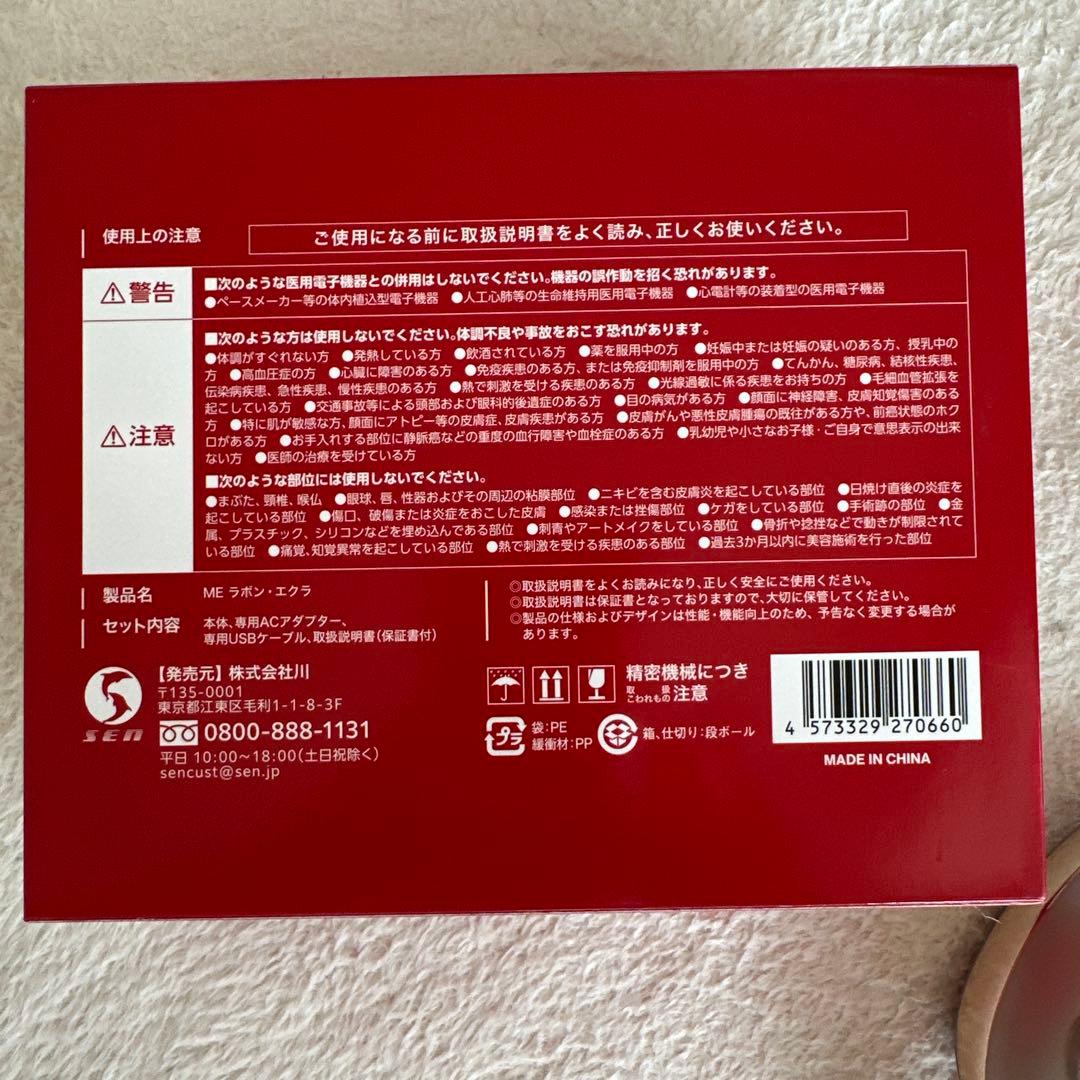 使用上の注意
ご使用になる前に取扱説明書をよく読み、正しくお使いください。
⚠警告
■次のような医用電子機器との併用はしないでください。機器の誤作動を招く恐れがあります。
●ペースメーカー等の体内植込型電子機器 ●人工心肺等の生命維持用医用電子機器 ●心電計等の装着型の医用電子機器
⚠注意
■次のような方は使用しないでください。体調不良や事故をおこす恐れがあります。
●体調がすぐれない方 ●発熱している方 ●飲酒されている方 ●薬を服用中の方 ●妊娠中または妊娠の疑いのある方、授乳中の
方 ●高血圧症の方 ●心臓に障害のある方 ●免疫疾患のある方、または免疫抑制剤を服用中の方 ●てんかん、糖尿病、結核性疾患、
伝染病疾患、急性疾患、慢性疾患のある方 ●熱で刺激を受ける疾患のある方 ●光線過敏に係る疾患をお持ちの方 ●毛細血管拡張を
起こしている方 ●交通事故等による頭部および眼科的後遺症のある方 ●目の病気がある方 ●顔面に神経障害、皮膚知覚傷害のある
方 ●特に肌が敏感な方、顔面にアトピー等の皮膚症、皮膚疾患がある方 ●皮膚がんや悪性皮膚腫瘍の既往がある方や、前癌状態のホク
ロがある方 ●お手入れする部位に静脈瘤などの重度の血行障害や血栓症のある方 ●乳幼児や小さなお子様・ご自身で意思表示の出来
ない方 ●医師の治療を受けている方
■次のような部位には使用しないでください。
●まぶた、頸椎、喉仏 ●眼球、唇、性器およびその周辺の粘膜部位 ●ニキビを含む皮膚炎を起こしている部位 ●日焼け直後の炎症を
起こしている部位 ●傷口、破傷または炎症をおこした皮膚 ●感染または挫傷部位 ●ケガをしている部位 ●手術跡の部位 ●金
属、プラスチック、シリコンなどを埋め込んである部位 ●刺青やアートメイクをしている部位 ●骨折や捻挫などで動きが制限されて
いる部位 ●痛覚、知覚異常を起こしている部位 ●熱で刺激を受ける疾患のある部位 ●過去3か月以内に美容施術を行った部位
製品名 ME ラボン・エクラ
セット内容 本体、専用ACアダプター、
専用USBケーブル、取扱説明書(保証書付)
◎取扱説明書をよくお読みになり、正しく安全にご使用ください。
◎取扱説明書は保証書となっておりますので、大切に保管してください。
◎製品の仕様およびデザインは性能・機能向上のため、予告なく変更する場合が
あります。
SEN
【発売元】株式会社川
〒135-0001
東京都江東区毛利1-1-8-3F
0800-888-1131
平日 10:00~18:00(土日祝除く)
sencust@sen.jp
精密機械につき
取扱
こわれもの注意
プラ
袋:PE
緩衝材:PP
箱、仕切り:段ボール
4 573329 270660
MADE IN CHINA